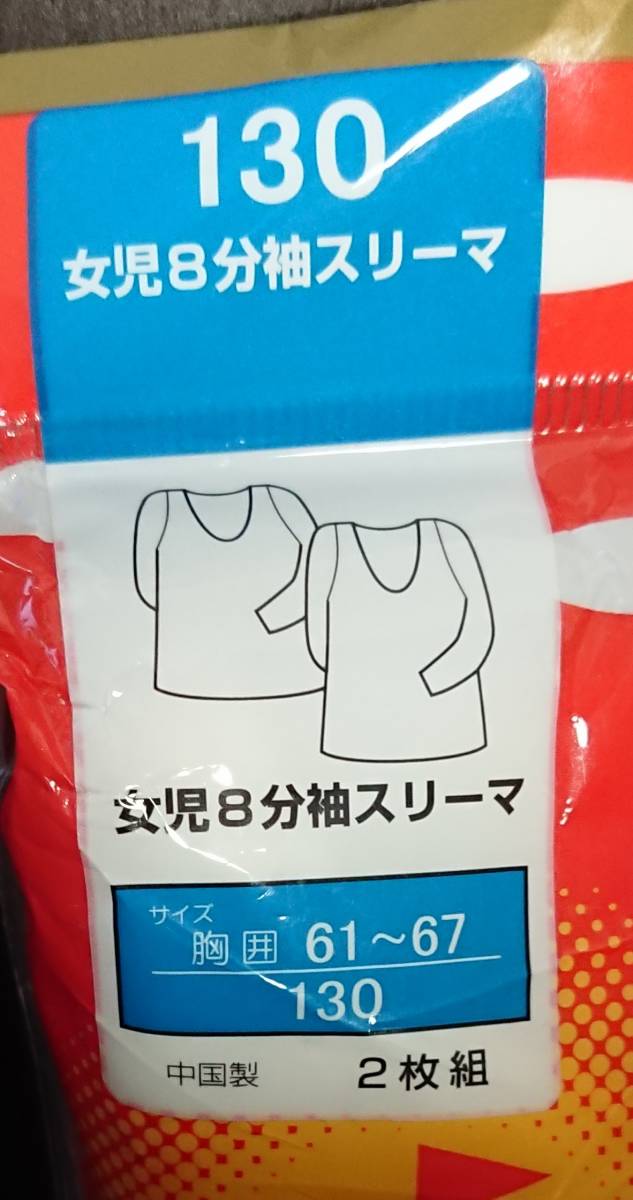 130
女児8分袖スリーマ
女児8分袖スリーマ
サイズ
胸囲 61～67
130
中国製 2枚組